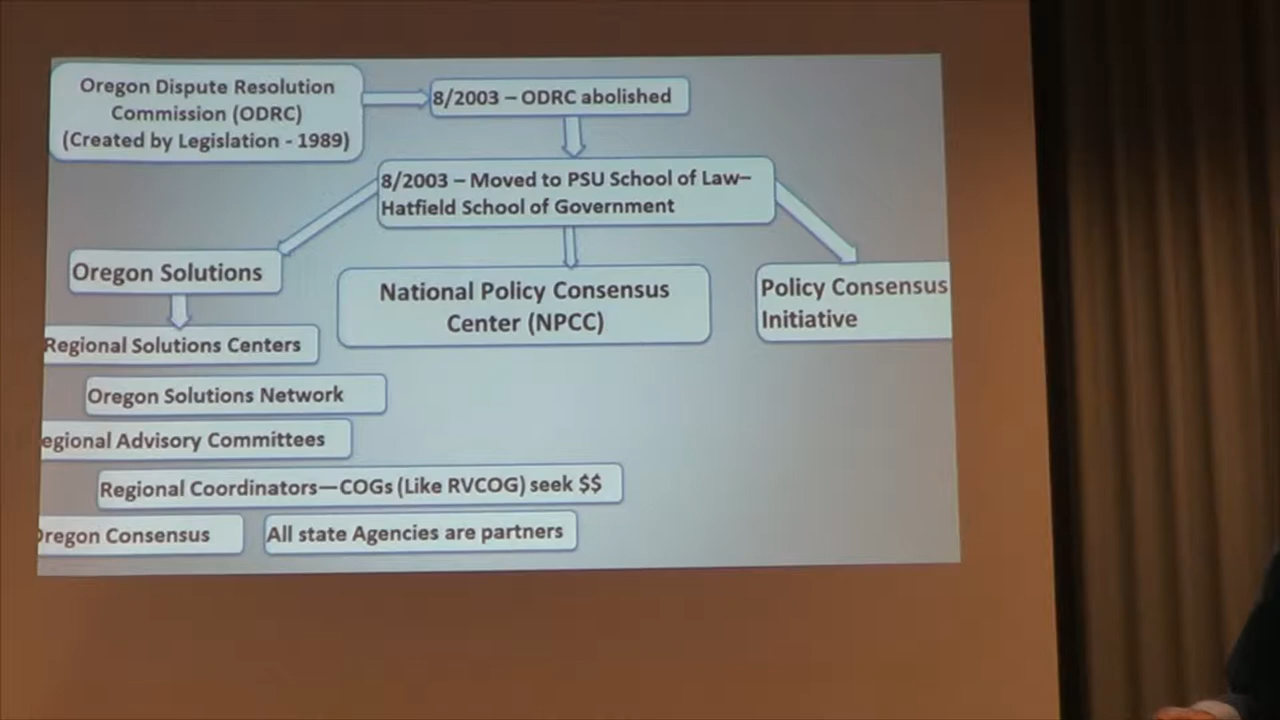 Oregon Dispute Resolution
Commission (ODRC)
(Created by Legislation - 1989)
8/2003 – ODRC abolished
8/2003 – Moved to PSU School of Law–
Hatfield School of Government
Oregon Solutions
National Policy Consensus
Center (NPCC)
Policy Consensus
Initiative
Regional Solutions Centers
Oregon Solutions Network
egional Advisory Committees
Regional Coordinators—COGs (Like RVCOG) seek $$
Oregon Consensus
All state Agencies are partners